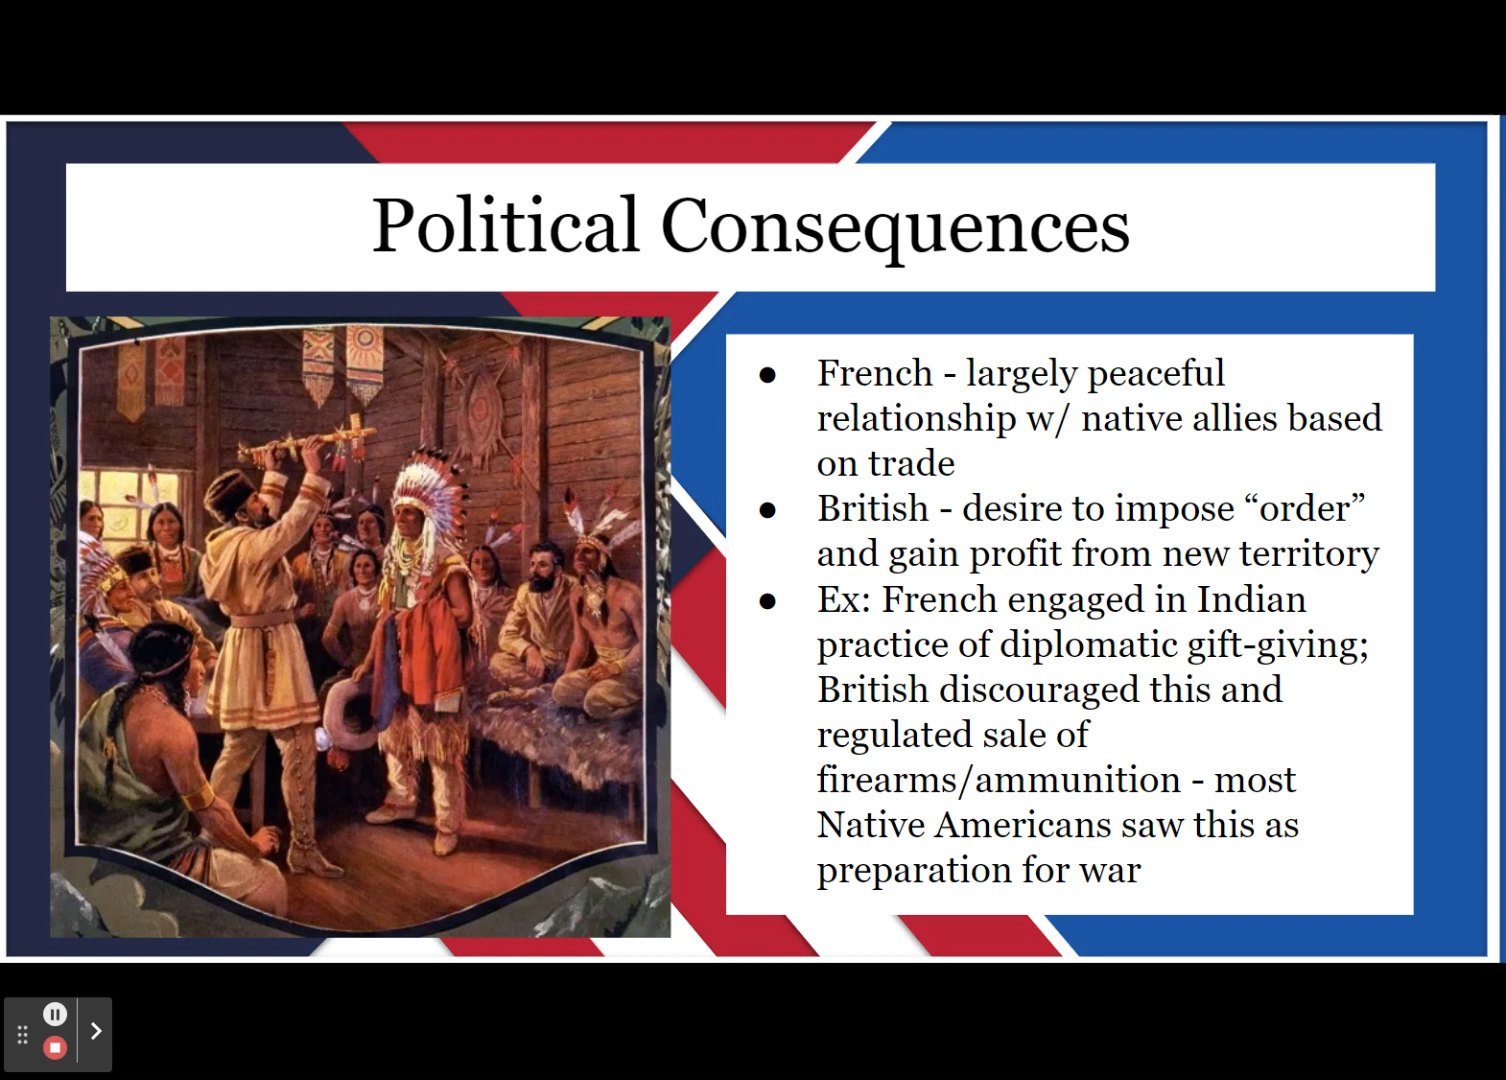 Political Consequences
● French - largely peaceful
relationship w/ native allies based
on trade
● British - desire to impose “order”
and gain profit from new territory
● Ex: French engaged in Indian
practice of diplomatic gift-giving;
British discouraged this and
regulated sale of
firearms/ammunition - most
Native Americans saw this as
preparation for war